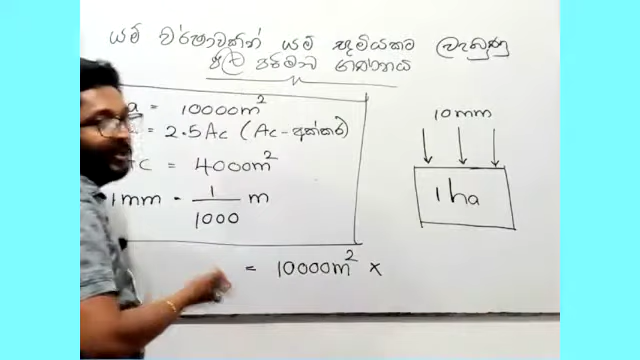 යම් වර්ෂාවකින් යම් භූමියකට ලැබුණු
ජල පරිමාව ගණනය
a = 10000m²
= 2.5Ac (Ac - අක්කර)
Ac = 4000m²
1mm = 1/1000 m
= 10000m² ×
10mm
1ha